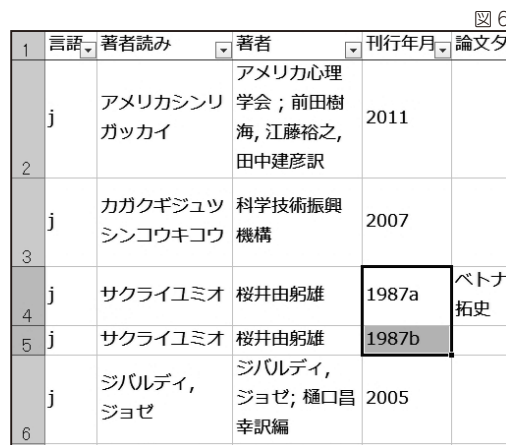 図 6
1 言語 著者読み 著者 刊行年月 論文タ
アメリカ心理
アメリカシンリ 学会 ; 前田樹
j 2011
ガッカイ 海, 江藤裕之,
田中建彦訳
2
カガクギジュツ 科学技術振興
j 2007
シンコウキコウ 機構
3
ベトナ
j サクライユミオ 桜井由躬雄 1987a
拓史
4
5 j サクライユミオ 桜井由躬雄 1987b
ジバルディ,
ジバルディ,
j ジョゼ; 樋口昌 2005
ジョゼ
幸訳編
6